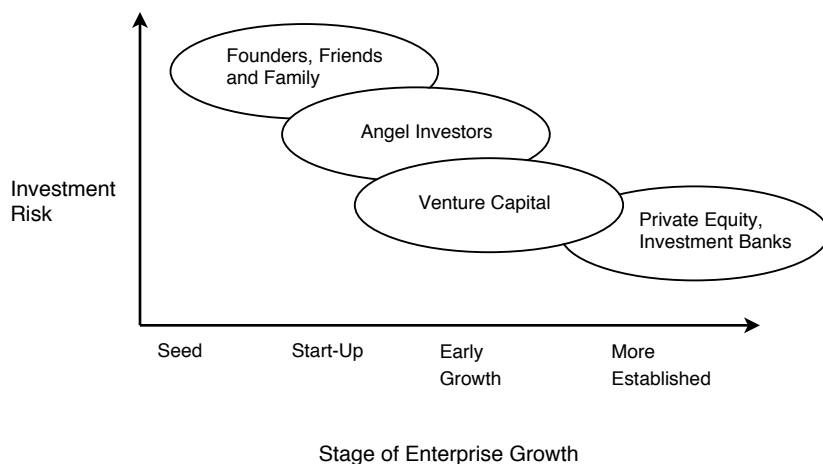 Founders, Friends
and Family
Angel Investors
Investment
Risk
Venture Capital
Private Equity,
Investment Banks
Seed
Start-Up
Early
Growth
More
Established
Stage of Enterprise Growth